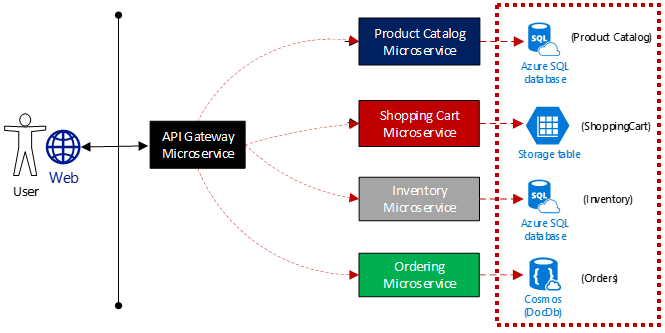 User
Web
API Gateway
Microservice
Product Catalog
Microservice
SQL
Azure SQL
database
(Product Catalog)
Shopping Cart
Microservice
Storage table
(ShoppingCart)
Inventory
Microservice
SQL
Azure SQL
database
(Inventory)
Ordering
Microservice
{ }
Cosmos
(DocDb)
(Orders)